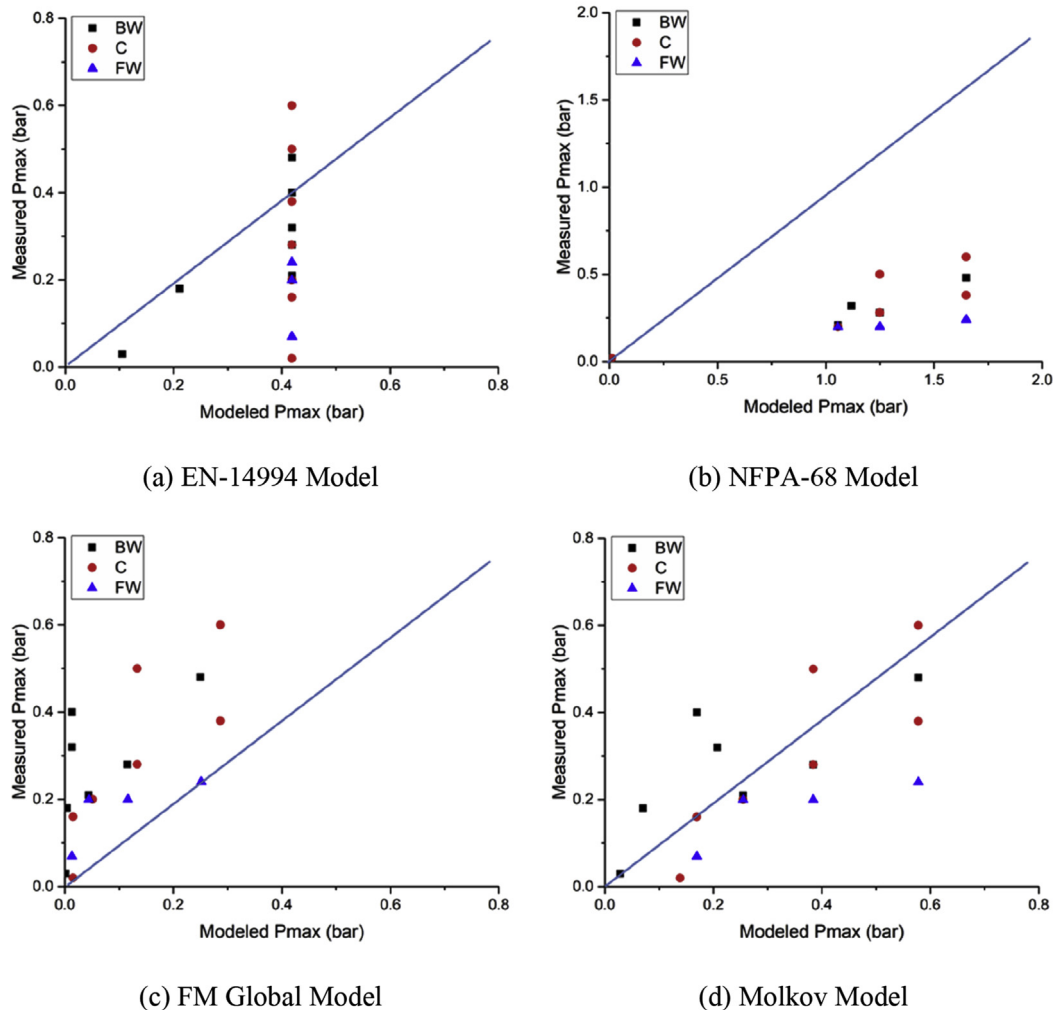 0.8
BW
C
FW
0.6
0.4
0.2
0.0
Measured Pmax (bar)
0.0 0.2 0.4 0.6 0.8
Modeled Pmax (bar)
(a) EN-14994 Model
2.0
BW
C
FW
1.5
1.0
0.5
0.0
Measured Pmax (bar)
0.0 0.5 1.0 1.5 2.0
Modeled Pmax (bar)
(b) NFPA-68 Model
0.8
BW
C
FW
0.6
0.4
0.2
0.0
Measured Pmax (bar)
0.0 0.2 0.4 0.6 0.8
Modeled Pmax (bar)
(c) FM Global Model
0.8
BW
C
FW
0.6
0.4
0.2
0.0
Measured Pmax (bar)
0.0 0.2 0.4 0.6 0.8
Modeled Pmax (bar)
(d) Molkov Model